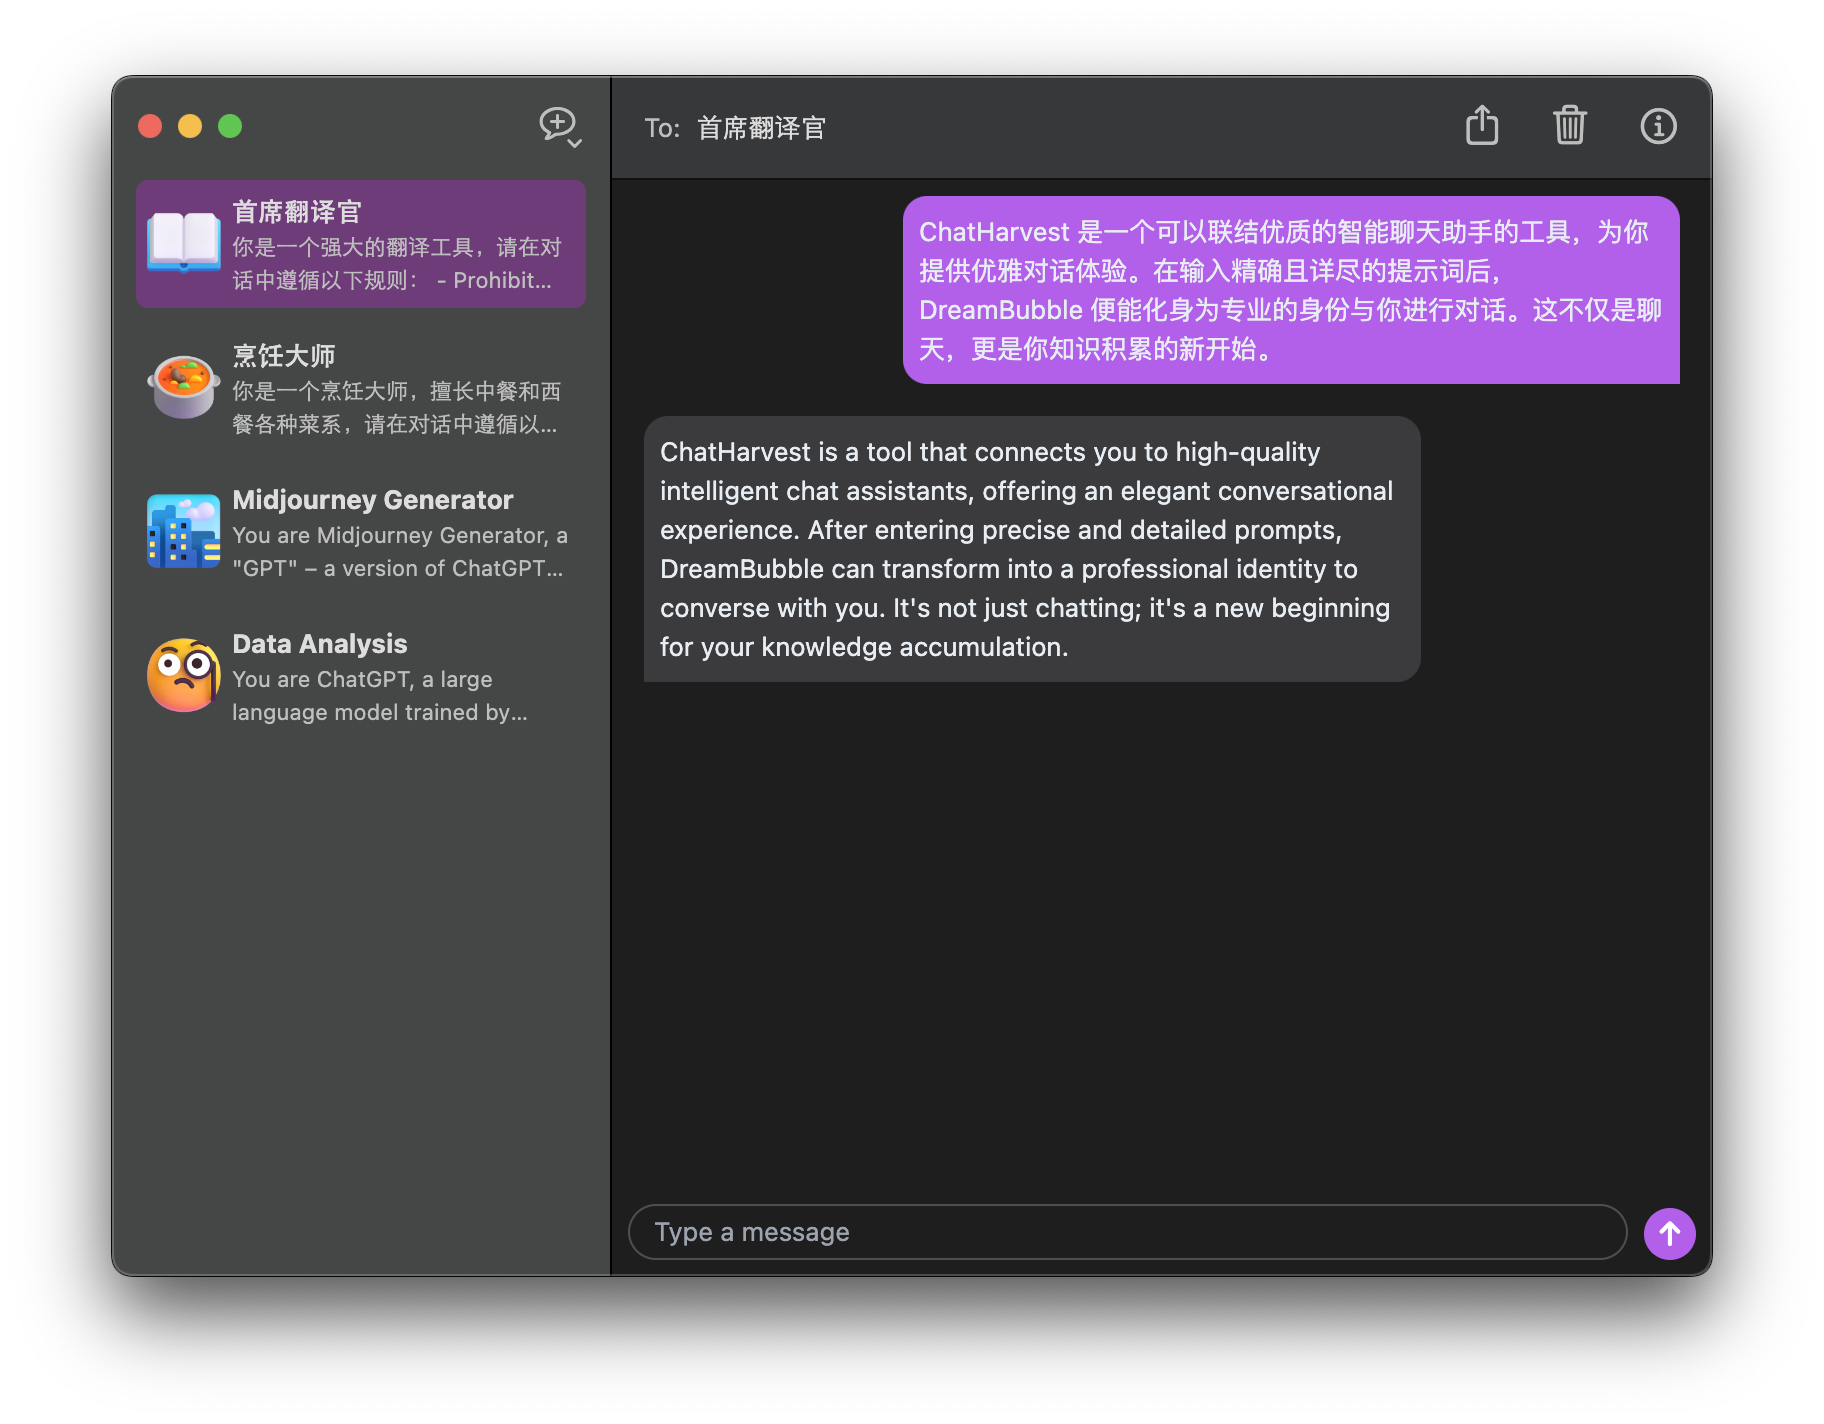 首席翻译官
你是一个强大的翻译工具，请在对
话中遵循以下规则： - Prohibit...
烹饪大师
你是一个烹饪大师，擅长中餐和西
餐各种菜系，请在对话中遵循以...
Midjourney Generator
You are Midjourney Generator, a
"GPT" – a version of ChatGPT...
Data Analysis
You are ChatGPT, a large
language model trained by...
To: 首席翻译官
ChatHarvest 是一个可以联结优质的智能聊天助手的工具，为你
提供优雅对话体验。在输入精确且详尽的提示词后，
DreamBubble 便能化身为专业的身份与你进行对话。这不仅是聊
天，更是你知识积累的新开始。
ChatHarvest is a tool that connects you to high-quality
intelligent chat assistants, offering an elegant conversational
experience. After entering precise and detailed prompts,
DreamBubble can transform into a professional identity to
converse with you. It's not just chatting; it's a new beginning
for your knowledge accumulation.
Type a message